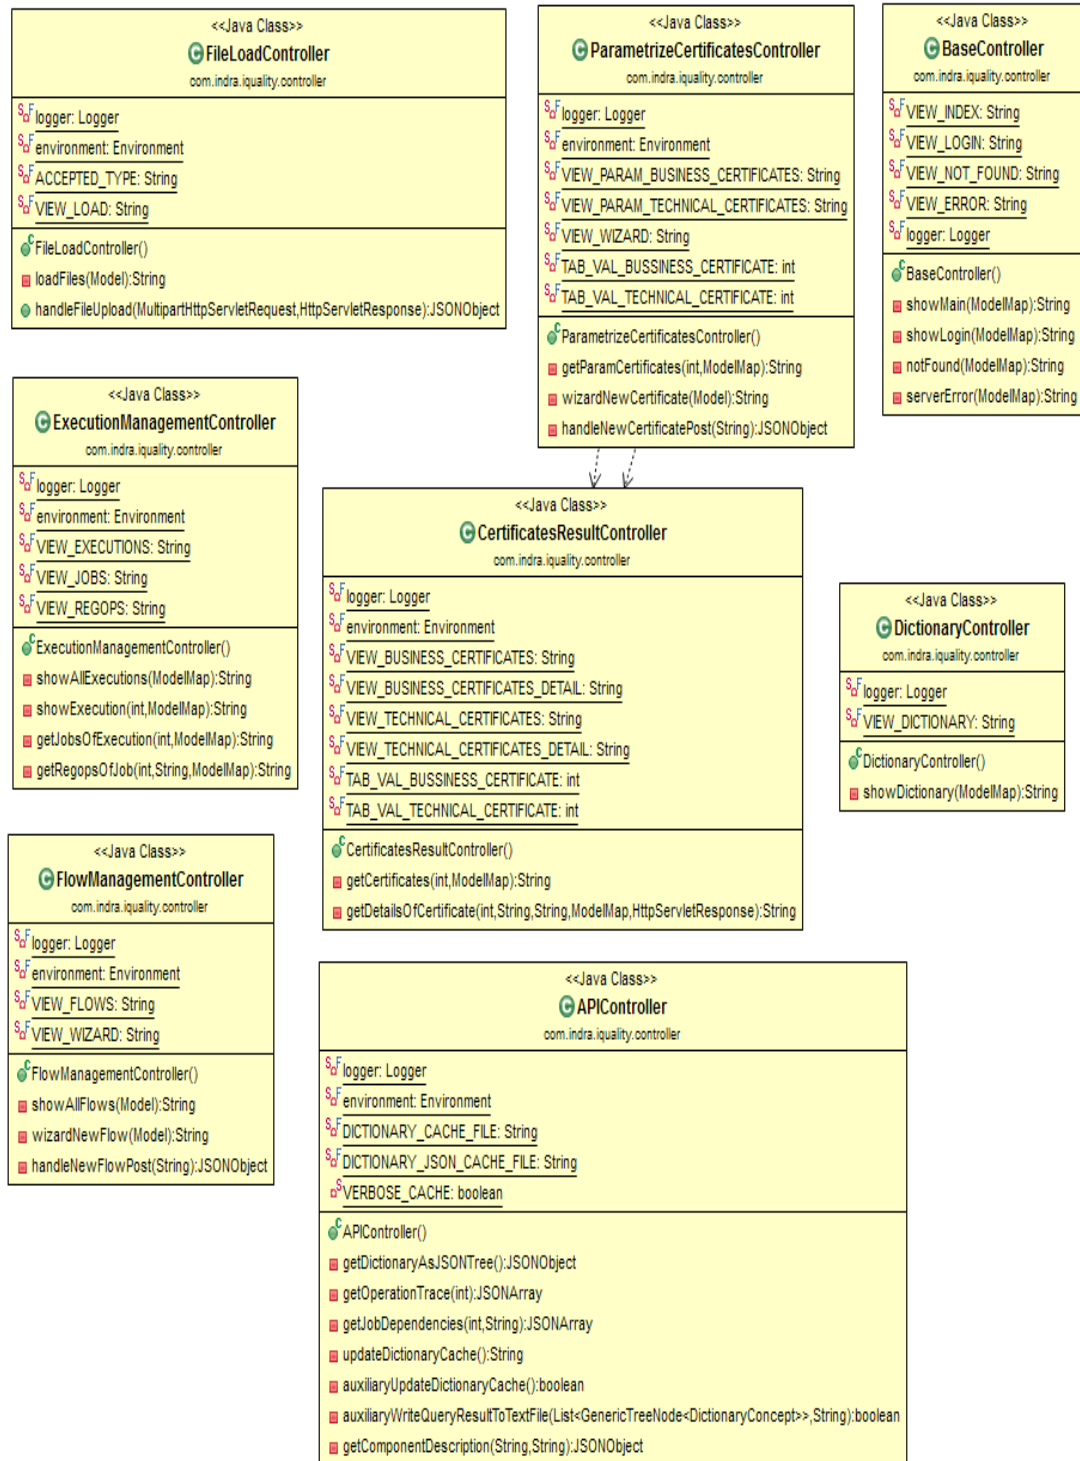 <<Java Class>>
FileLoadController
com.indra.iquality.controller
logger: Logger
environment: Environment
ACCEPTED_TYPE: String
VIEW_LOAD: String
FileLoadController()
loadFiles(Model):String
handleFileUpload(MultipartHttpServletRequest,HttpServletResponse):JSONObject
<<Java Class>>
ParametrizeCertificatesController
com.indra.iquality.controller
logger: Logger
environment: Environment
VIEW_PARAM_BUSINESS_CERTIFICATES: String
VIEW_PARAM_TECHNICAL_CERTIFICATES: String
VIEW_WIZARD: String
TAB_VAL_BUSSINESS_CERTIFICATE: int
TAB_VAL_TECHNICAL_CERTIFICATE: int
ParametrizeCertificatesController()
getParamCertificates(int,ModelMap):String
wizardNewCertificate(Model):String
handleNewCertificatePost(String):JSONObject
<<Java Class>>
BaseController
com.indra.iquality.controller
VIEW_INDEX: String
VIEW_LOGIN: String
VIEW_NOT_FOUND: String
VIEW_ERROR: String
logger: Logger
BaseController()
showMain(ModelMap):String
showLogin(ModelMap):String
notFound(ModelMap):String
serverError(ModelMap):String
<<Java Class>>
ExecutionManagementController
com.indra.iquality.controller
logger: Logger
environment: Environment
VIEW_EXECUTIONS: String
VIEW_JOBS: String
VIEW_REGOPS: String
ExecutionManagementController()
showAllExecutions(ModelMap):String
showExecution(int,ModelMap):String
getJobsOfExecution(int,ModelMap):String
getRegopsOfJob(int,String,ModelMap):String
<<Java Class>>
CertificatesResultController
com.indra.iquality.controller
logger: Logger
environment: Environment
VIEW_BUSINESS_CERTIFICATES: String
VIEW_BUSINESS_CERTIFICATES_DETAIL: String
VIEW_TECHNICAL_CERTIFICATES: String
VIEW_TECHNICAL_CERTIFICATES_DETAIL: String
TAB_VAL_BUSSINESS_CERTIFICATE: int
TAB_VAL_TECHNICAL_CERTIFICATE: int
CertificatesResultController()
getCertificates(int,ModelMap):String
getDetailsOfCertificate(int,String,String,ModelMap,HttpServletResponse):String
<<Java Class>>
DictionaryController
com.indra.iquality.controller
logger: Logger
VIEW_DICTIONARY: String
DictionaryController()
showDictionary(ModelMap):String
<<Java Class>>
FlowManagementController
com.indra.iquality.controller
logger: Logger
environment: Environment
VIEW_FLOWS: String
VIEW_WIZARD: String
FlowManagementController()
showAllFlows(Model):String
wizardNewFlow(Model):String
handleNewFlowPost(String):JSONObject
<<Java Class>>
APIController
com.indra.iquality.controller
logger: Logger
environment: Environment
DICTIONARY_CACHE_FILE: String
DICTIONARY_JSON_CACHE_FILE: String
VERBOSE_CACHE: boolean
APIController()
getDictionaryAsJSONTree():JSONObject
getOperationTrace(int):JSONArray
getJobDependencies(int,String):JSONArray
updateDictionaryCache():String
auxiliaryUpdateDictionaryCache():boolean
auxiliaryWriteQueryResultToTextFile(List<GenericTreeNode<DictionaryConcept>>,String):boolean
getComponentDescription(String,String):JSONObject